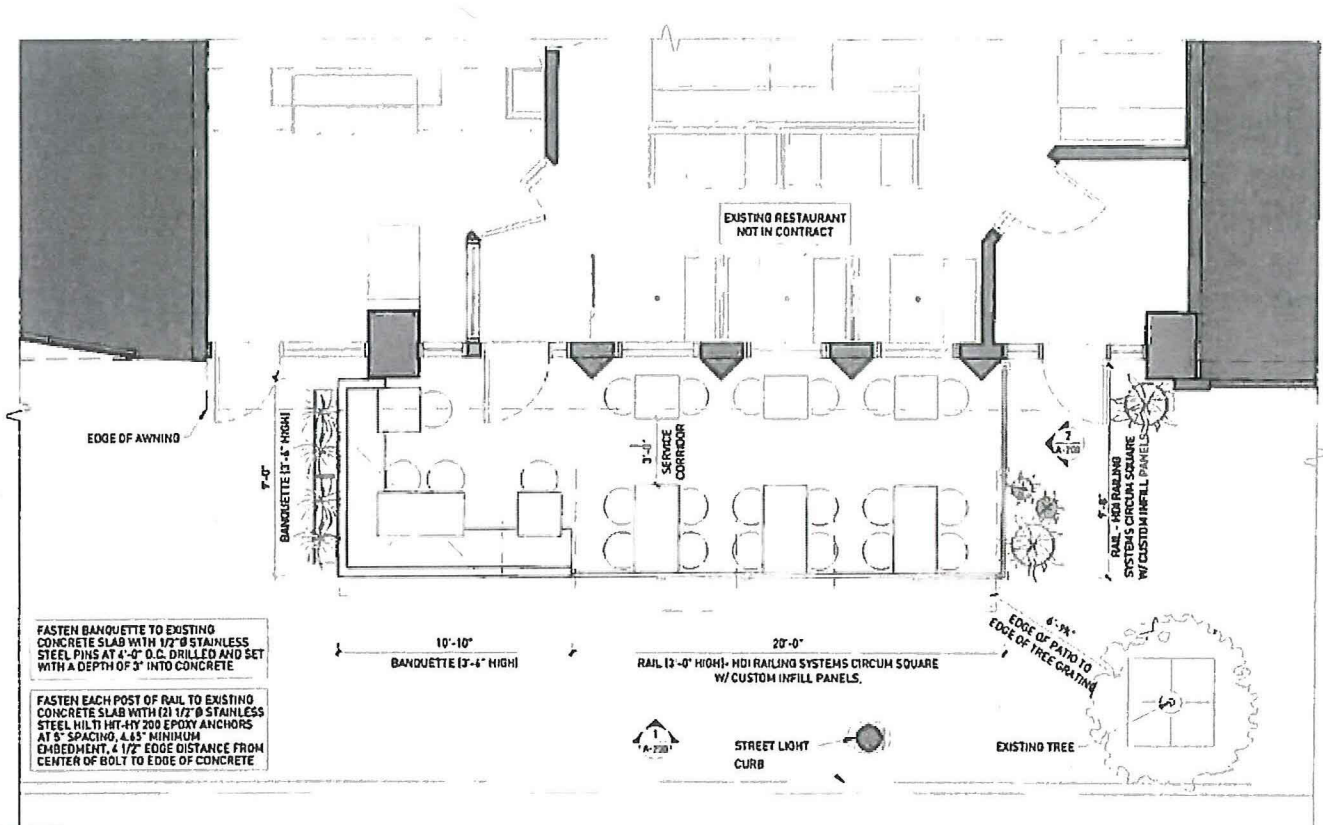 EXISTING RESTAURANT
NOT IN CONTRACT
EDGE OF AWNING
9'-0"
BANQUETTE (3'-6" HIGH)
3'-0"
SERVICE
CORRIDOR
2
A-200
9'-8"
RAIL - HDI RAILING
SYSTEMS CIRCUM SQUARE
W/ CUSTOM INFILL PANELS
6'-9¾"
EDGE OF PATIO TO
EDGE OF TREE GRATING
FASTEN BANQUETTE TO EXISTING
CONCRETE SLAB WITH 1/2"Ø STAINLESS
STEEL PINS AT 4'-0" O.C. DRILLED AND SET
WITH A DEPTH OF 3" INTO CONCRETE
10'-10"
BANQUETTE (3'-6" HIGH)
20'-0"
RAIL (3'-0" HIGH)- HDI RAILING SYSTEMS CIRCUM SQUARE
W/ CUSTOM INFILL PANELS.
FASTEN EACH POST OF RAIL TO EXISTING
CONCRETE SLAB WITH (2) 1/2"Ø STAINLESS
STEEL HILTI HIT-HY 200 EPOXY ANCHORS
AT 5" SPACING, 4.65" MINIMUM
EMBEDMENT, 4 1/2" EDGE DISTANCE FROM
CENTER OF BOLT TO EDGE OF CONCRETE
1
A-200
STREET LIGHT
CURB
EXISTING TREE